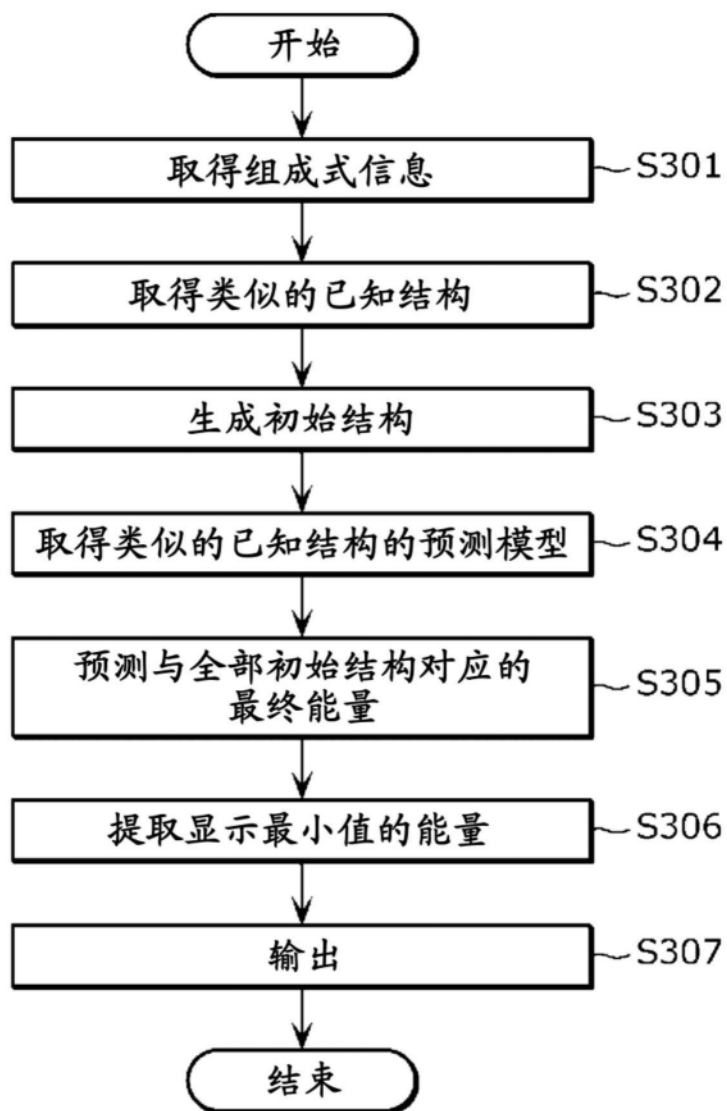 开始
取得组成式信息
S301
取得类似的已知结构
S302
生成初始结构
S303
取得类似的已知结构的预测模型
S304
预测与全部初始结构对应的
最终能量
S305
提取显示最小值的能量
S306
输出
S307
结束